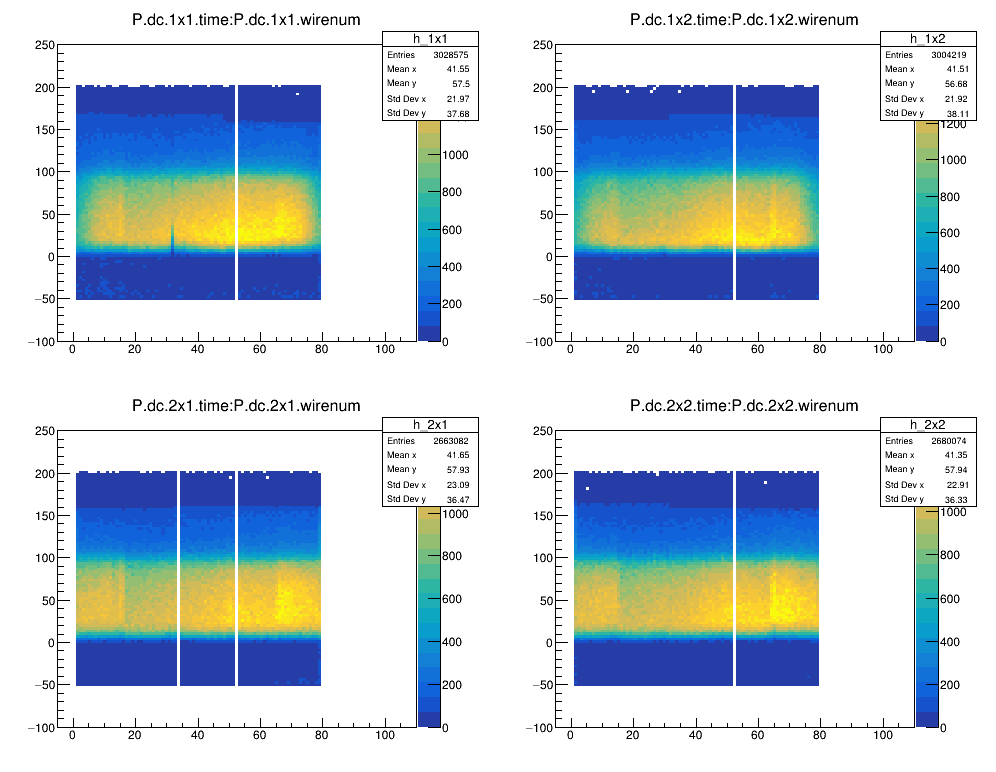 P.dc.1x1.time:P.dc.1x1.wirenum
h_1x1
Entries 3028575
Mean x 41.55
Mean y 57.5
Std Dev x 21.97
Std Dev y 37.68
250
200
150
100
50
0
−50
−100
0 20 40 60 80 100
1000
800
600
400
200
0
P.dc.1x2.time:P.dc.1x2.wirenum
h_1x2
Entries 3004219
Mean x 41.51
Mean y 56.68
Std Dev x 21.92
Std Dev y 38.11
250
200
150
100
50
0
−50
−100
0 20 40 60 80 100
1200
1000
800
600
400
200
0
P.dc.2x1.time:P.dc.2x1.wirenum
h_2x1
Entries 2663082
Mean x 41.65
Mean y 57.93
Std Dev x 23.09
Std Dev y 36.47
250
200
150
100
50
0
−50
−100
0 20 40 60 80 100
1000
800
600
400
200
0
P.dc.2x2.time:P.dc.2x2.wirenum
h_2x2
Entries 2680074
Mean x 41.35
Mean y 57.94
Std Dev x 22.91
Std Dev y 36.33
250
200
150
100
50
0
−50
−100
0 20 40 60 80 100
1000
800
600
400
200
0